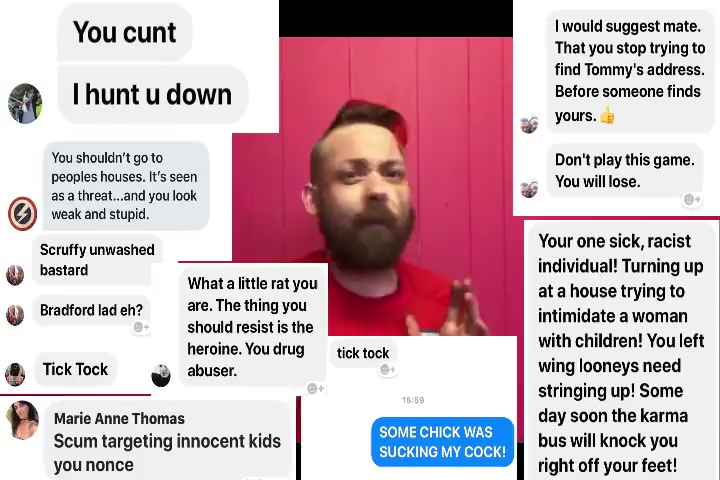 You cunt
I hunt u down
You shouldn't go to
peoples houses. It's seen
as a threat...and you look
weak and stupid.
Scruffy unwashed
bastard
Bradford lad eh?
Tick Tock
Marie Anne Thomas
Scum targeting innocent kids
you nonce
What a little rat you
are. The thing you
should resist is the
heroine. You drug
abuser.
tick tock
15:59
SOME CHICK WAS
SUCKING MY COCK!
I would suggest mate.
That you stop trying to
find Tommy's address.
Before someone finds
yours.👍
Don't play this game.
You will lose.
Your one sick, racist
individual! Turning up
at a house trying to
intimidate a woman
with children! You left
wing looneys need
stringing up! Some
day soon the karma
bus will knock you
right off your feet!